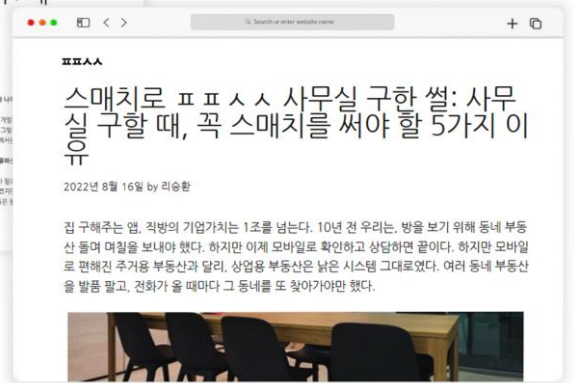 Search or enter website name
ㅍㅍㅅㅅ
스매치로 ㅍㅍㅅㅅ 사무실 구한 썰: 사무
실 구할 때, 꼭 스매치를 써야 할 5가지 이
유
2022년 8월 16일 by 리승환
집 구해주는 앱, 직방의 기업가치는 1조를 넘는다. 10년 전 우리는, 방을 보기 위해 동네 부동
산 돌며 며칠을 보내야 했다. 하지만 이제 모바일로 확인하고 상담하면 끝이다. 하지만 모바일
로 편해진 주거용 부동산과 달리, 상업용 부동산은 낡은 시스템 그대로였다. 여러 동네 부동산
을 발품 팔고, 전화가 올 때마다 그 동네를 또 찾아가야만 했다.